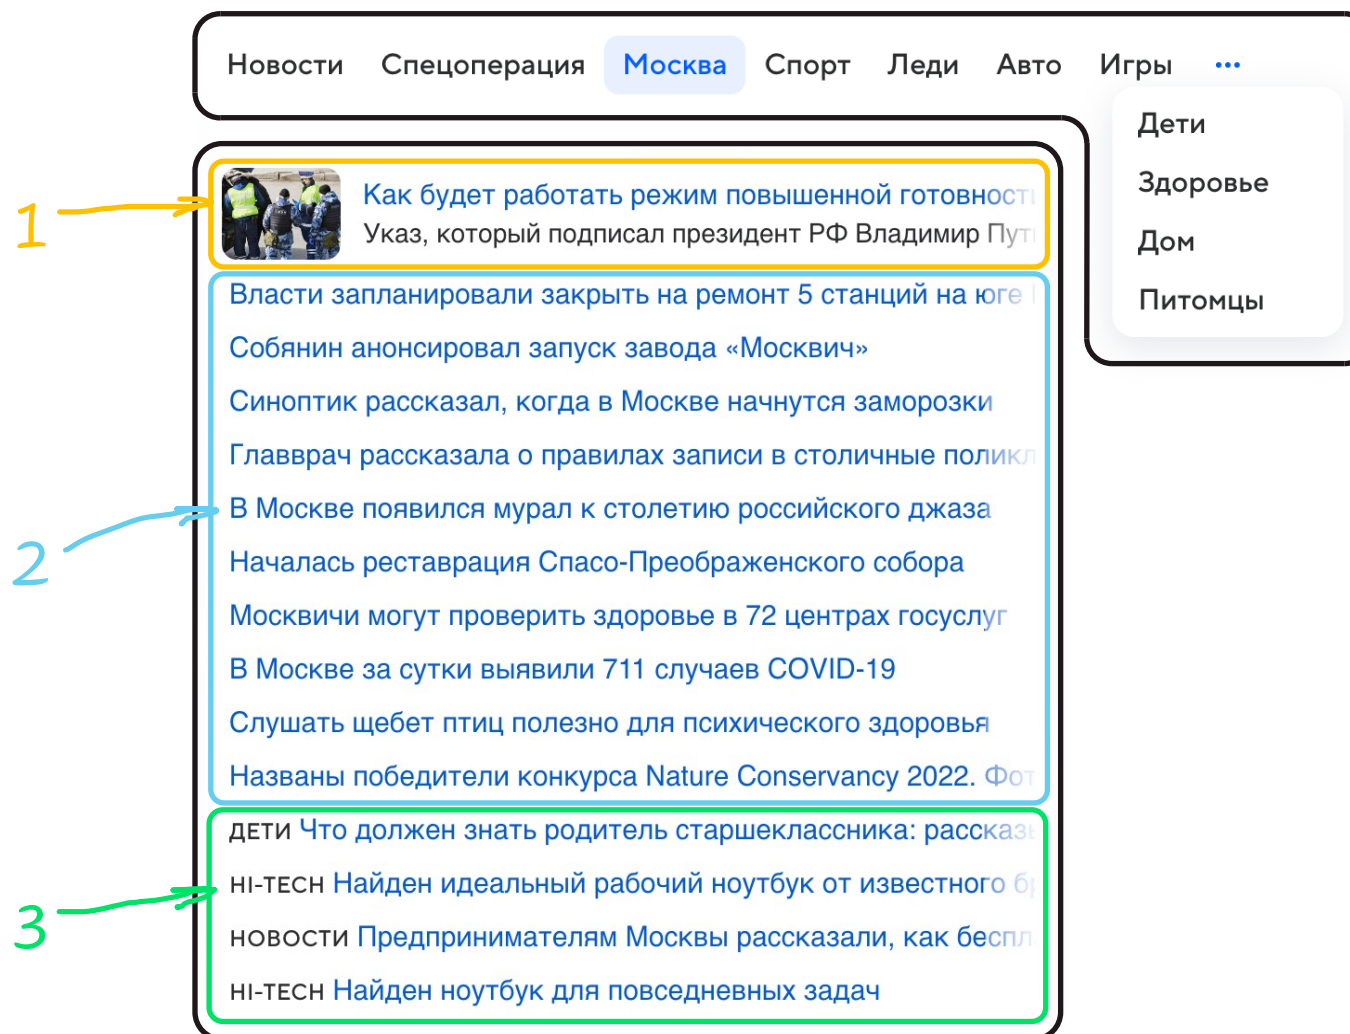 Новости Спецоперация Москва Спорт Леди Авто Игры ...
Дети
Здоровье
Дом
Питомцы
1
Как будет работать режим повышенной готовности
Указ, который подписал президент РФ Владимир
Власти запланировали закрыть на ремонт 5 станций на юге
Собянин анонсировал запуск завода «Москвич»
Синоптик рассказал, когда в Москве начнутся заморозки
Главврач рассказала о правилах записи в столичные
2
В Москве появился мурал к столетию российского джаза
Началась реставрация Спасо-Преображенского собора
Москвичи могут проверить здоровье в 72 центрах госуслуг
В Москве за сутки выявили 711 случаев COVID-19
Слушать щебет птиц полезно для психического здоровья
Названы победители конкурса Nature Conservancy 2022. Фот
3
ДЕТИ Что должен знать родитель старшеклассника:
HI-TECH Найден идеальный рабочий ноутбук от известного
НОВОСТИ Предпринимателям Москвы рассказали, как
HI-TECH Найден ноутбук для повседневных задач